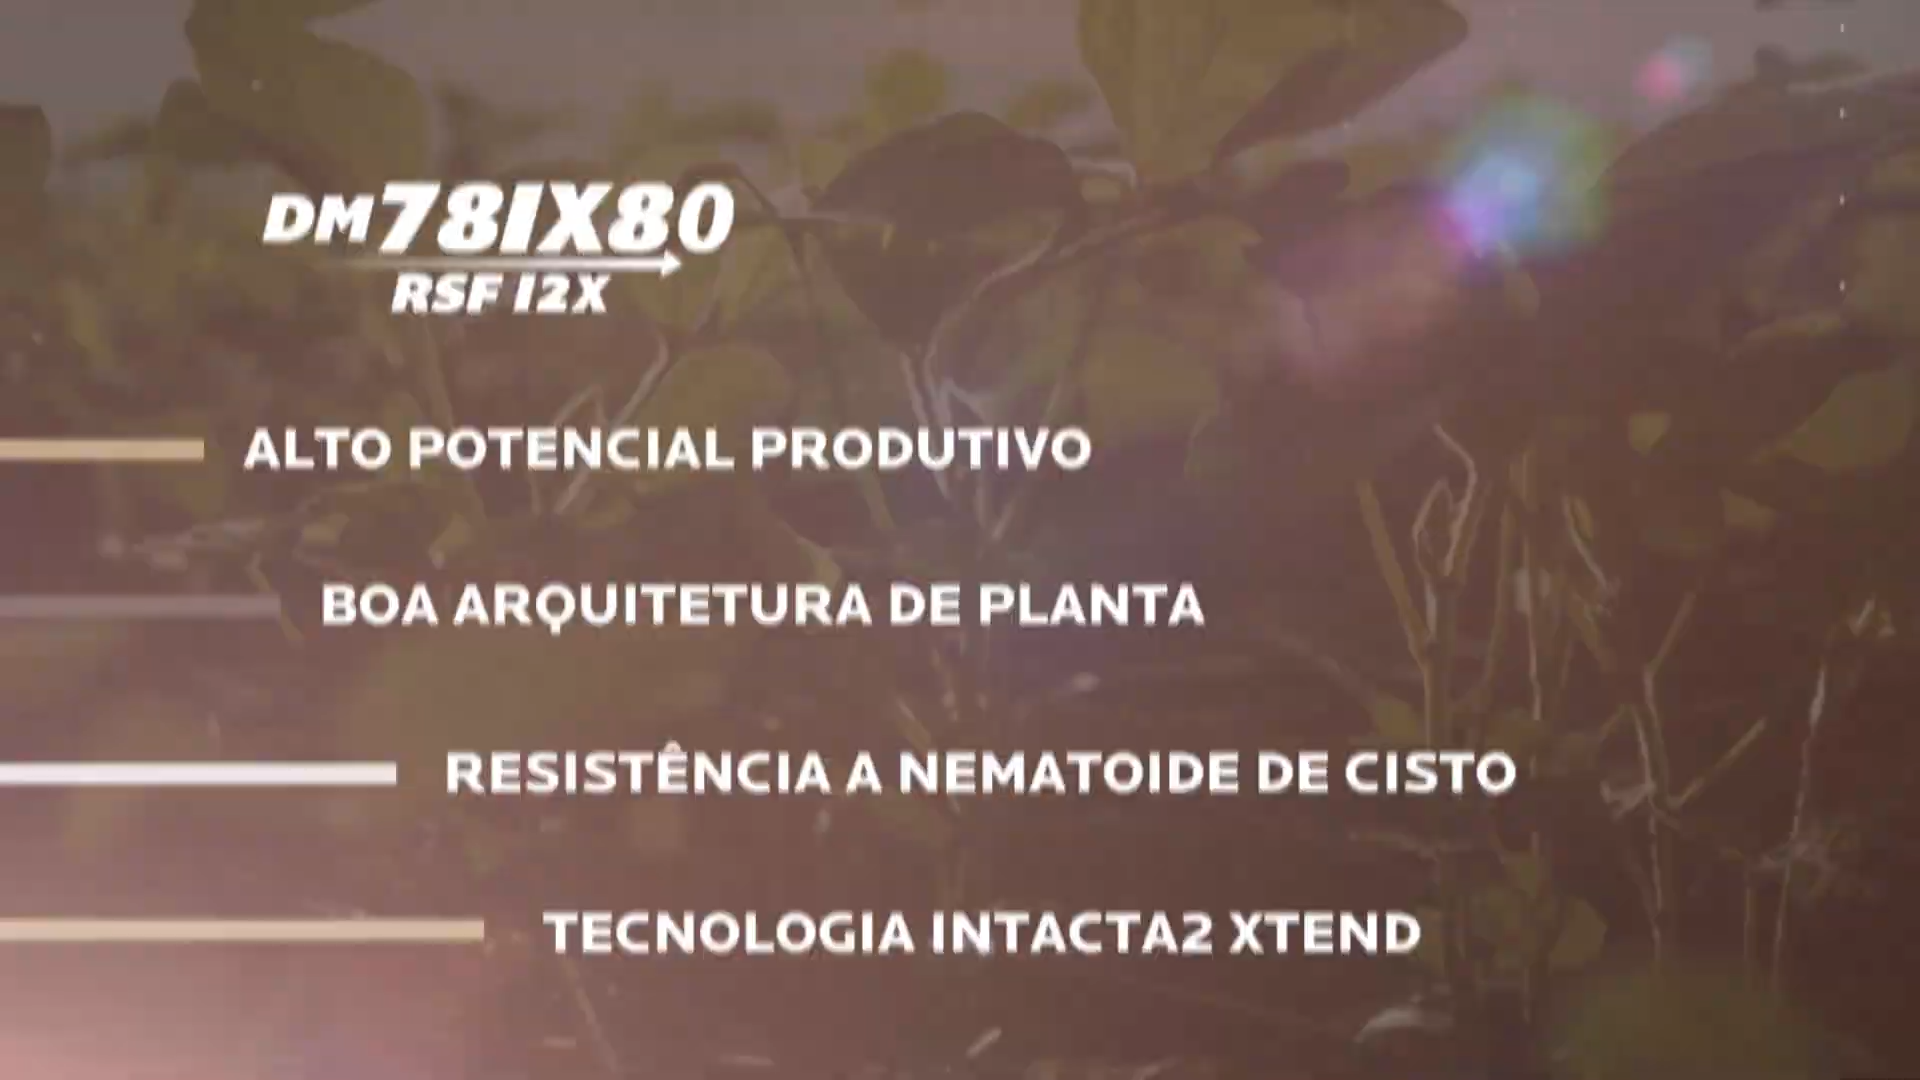 DM78IX80
RSF I2X
ALTO POTENCIAL PRODUTIVO
BOA ARQUITETURA DE PLANTA
RESISTÊNCIA A NEMATOIDE DE CISTO
TECNOLOGIA INTACTA2 XTEND